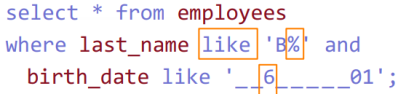 select * from employees
where last_name like 'B%' and
birth_date like '__6_____01';